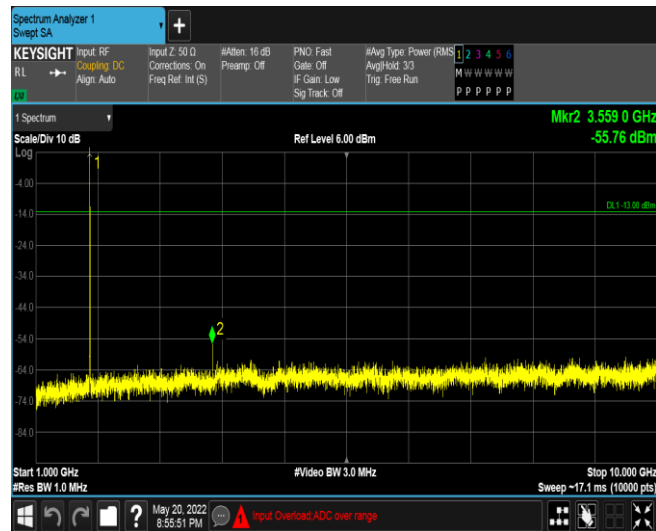 Spectrum Analyzer 1
Swept SA
+
KEYSIGHT Input: RF Input Z: 50 Ω #Atten: 16 dB PNO: Fast #Avg Type: Power (RMS 1 2 3 4 5 6
RL Coupling: DC Corrections: On Preamp: Off Gate: Off Avg|Hold: 3/3 M W W W W W
Align: Auto Freq Ref: Int (S) IF Gain: Low Trig: Free Run
Sig Track: Off P P P P P P
LXI
1 Spectrum Mkr2 3.559 0 GHz
Scale/Div 10 dB Ref Level 6.00 dBm -55.76 dBm
Log
1
-4.00
DL1 -13.00 dBm
-14.0
-24.0
-34.0
-44.0
2
-54.0
-64.0
-74.0
-84.0
Start 1.000 GHz #Video BW 3.0 MHz Stop 10.000 GHz
#Res BW 1.0 MHz Sweep ~17.1 ms (10000 pts)
? May 20, 2022
8:55:51 PM Input Overload:ADC over range